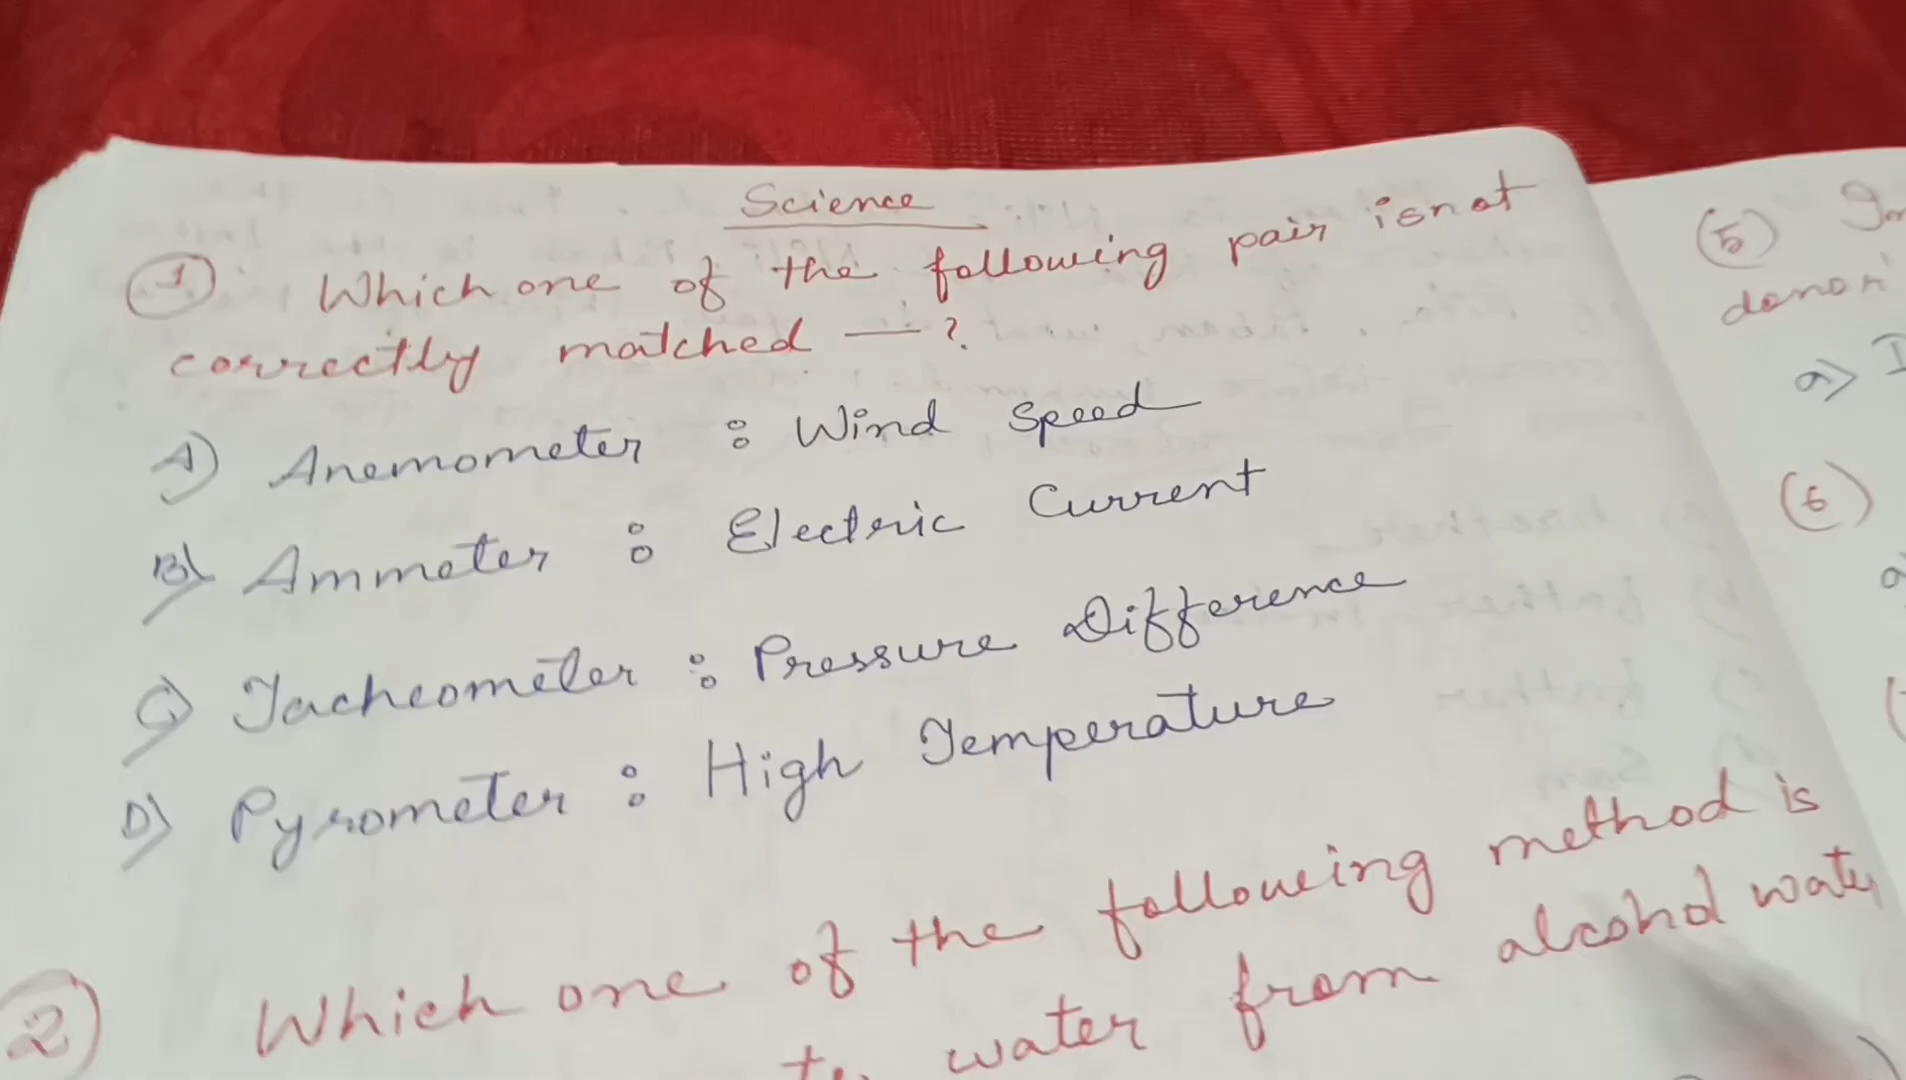 Science
① Which one of the following pair is not
correctly matched — ?
A) Anemometer : Wind Speed
B) Ammeter : Electric Current
C) Tacheometer : Pressure Difference
D) Pyrometer : High Temperature
2) Which one of the following method is
water from alcohol water
(5)
donor
a) I
(6)
a